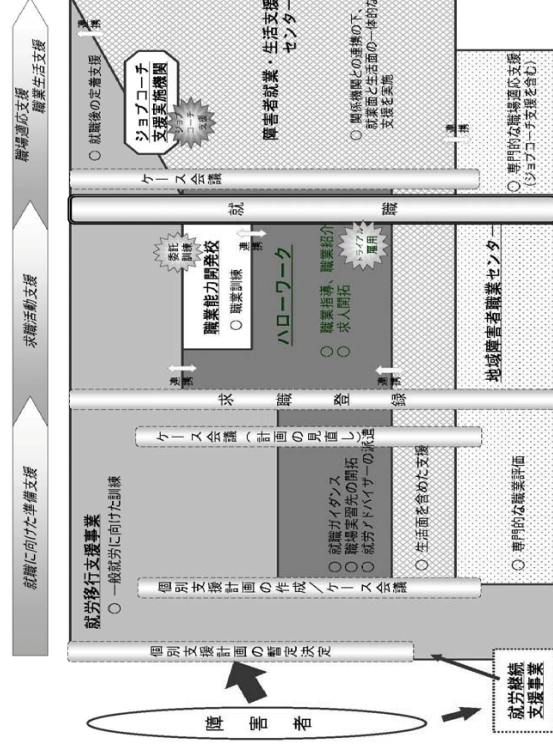 就職に向けた準備支援
求職活動支援
職場適応支援
職業生活支援
障害者
個別支援計画の暫定決定
就労継続
支援事業
就労移行支援事業
○ 一般就労に向けた訓練
個別支援計画の作成／ケース会議
○ 就職ガイダンス
○ 職場実習先の開拓
○ 就労アドバイザーの派遣
○ 生活面を含めた支援
○ 専門的な職業評価
ケース会議（計画の見直し）
求職登録
連携
連携
委託
訓練
職業能力開発校
○ 職業訓練
連携
ハローワーク
○ 職業指導、職業紹介
○ 求人開拓
トライアル
雇用
地域障害者職業センター
就職
ケース会議
連携
○ 就職後の定着支援
ジョブコーチ
支援実施機関
ジョブ
コーチ
支援
障害者就業・生活支援
センター
○ 関係機関との連携の下、
就業面と生活面の一体的な
支援を実施
連携
○ 専門的な職場適応支援
（ジョブコーチ支援を含む）